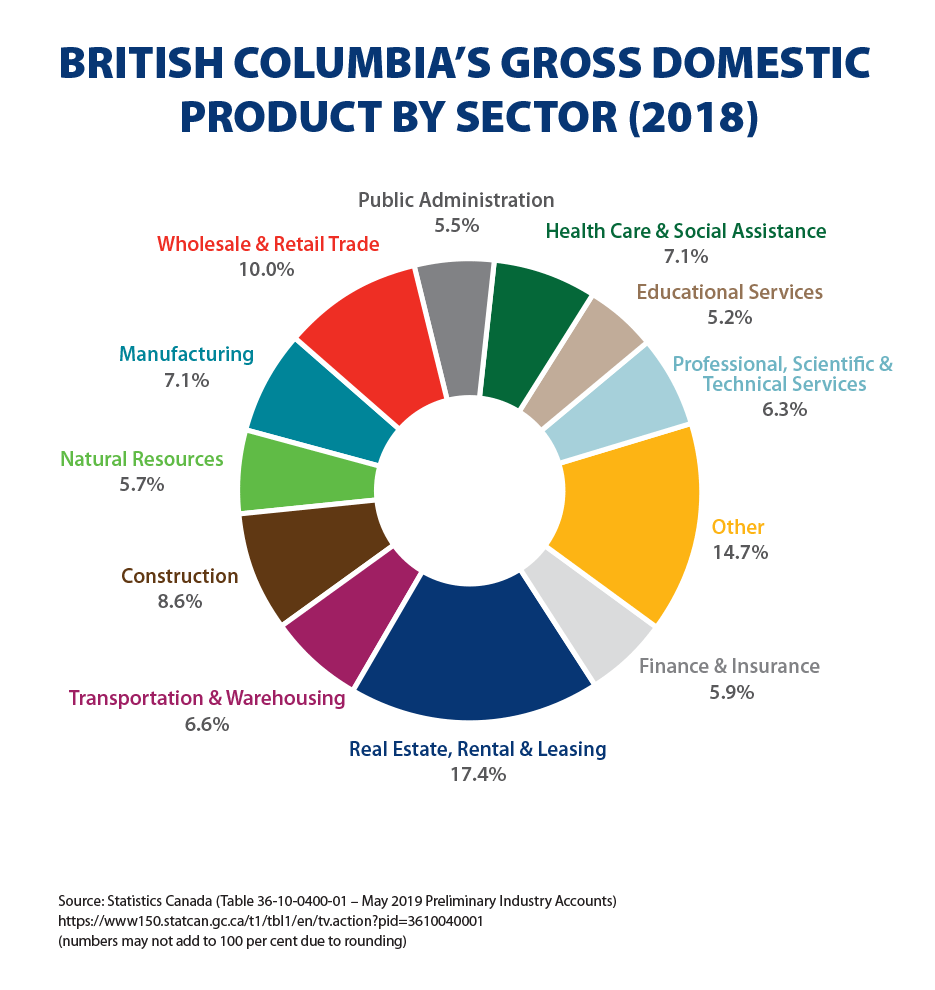 BRITISH COLUMBIA'S GROSS DOMESTIC
PRODUCT BY SECTOR (2018)
Public Administration
5.5%
Health Care & Social Assistance
7.1%
Wholesale & Retail Trade
10.0%
Educational Services
5.2%
Manufacturing
7.1%
Professional, Scientific &
Technical Services
6.3%
Natural Resources
5.7%
Other
14.7%
Construction
8.6%
Finance & Insurance
5.9%
Transportation & Warehousing
6.6%
Real Estate, Rental & Leasing
17.4%
Source: Statistics Canada (Table 36-10-0400-01 – May 2019 Preliminary Industry Accounts)
https://www150.statcan.gc.ca/t1/tbl1/en/tv.action?pid=3610040001
(numbers may not add to 100 per cent due to rounding)